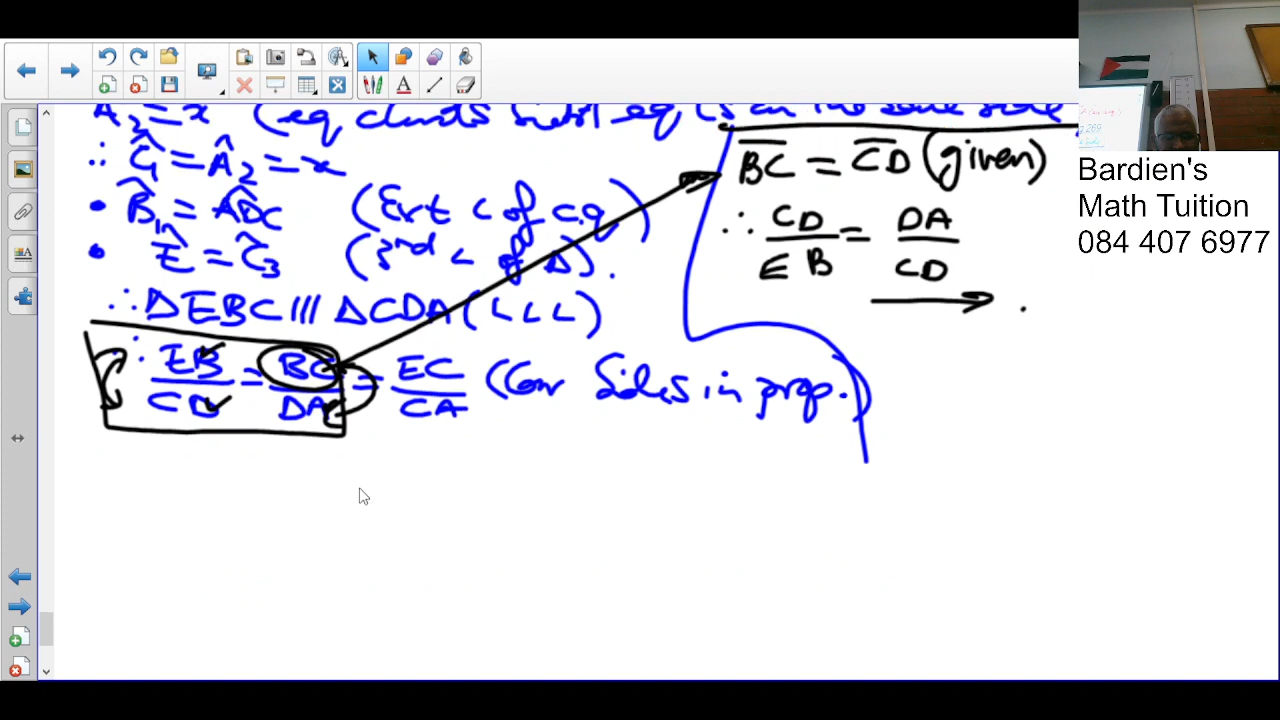 A₂ = x (eq chords subt eq ∠s on the same side
∴ Ĉ₁ = Â₂ = x
• B̂₁ = AD̂C (Ext ∠ of c.q)
• Ê = Ĉ₃ (3rd ∠ of Δ).
∴ ΔEBC /// ΔCDA (∠∠∠)
∴ EB/CD = BC/DA = EC/CA (Corr Sides in prop.)
BC = CD (given)
∴ CD/EB = DA/CD
Bardien's
Math Tuition
084 407 6977